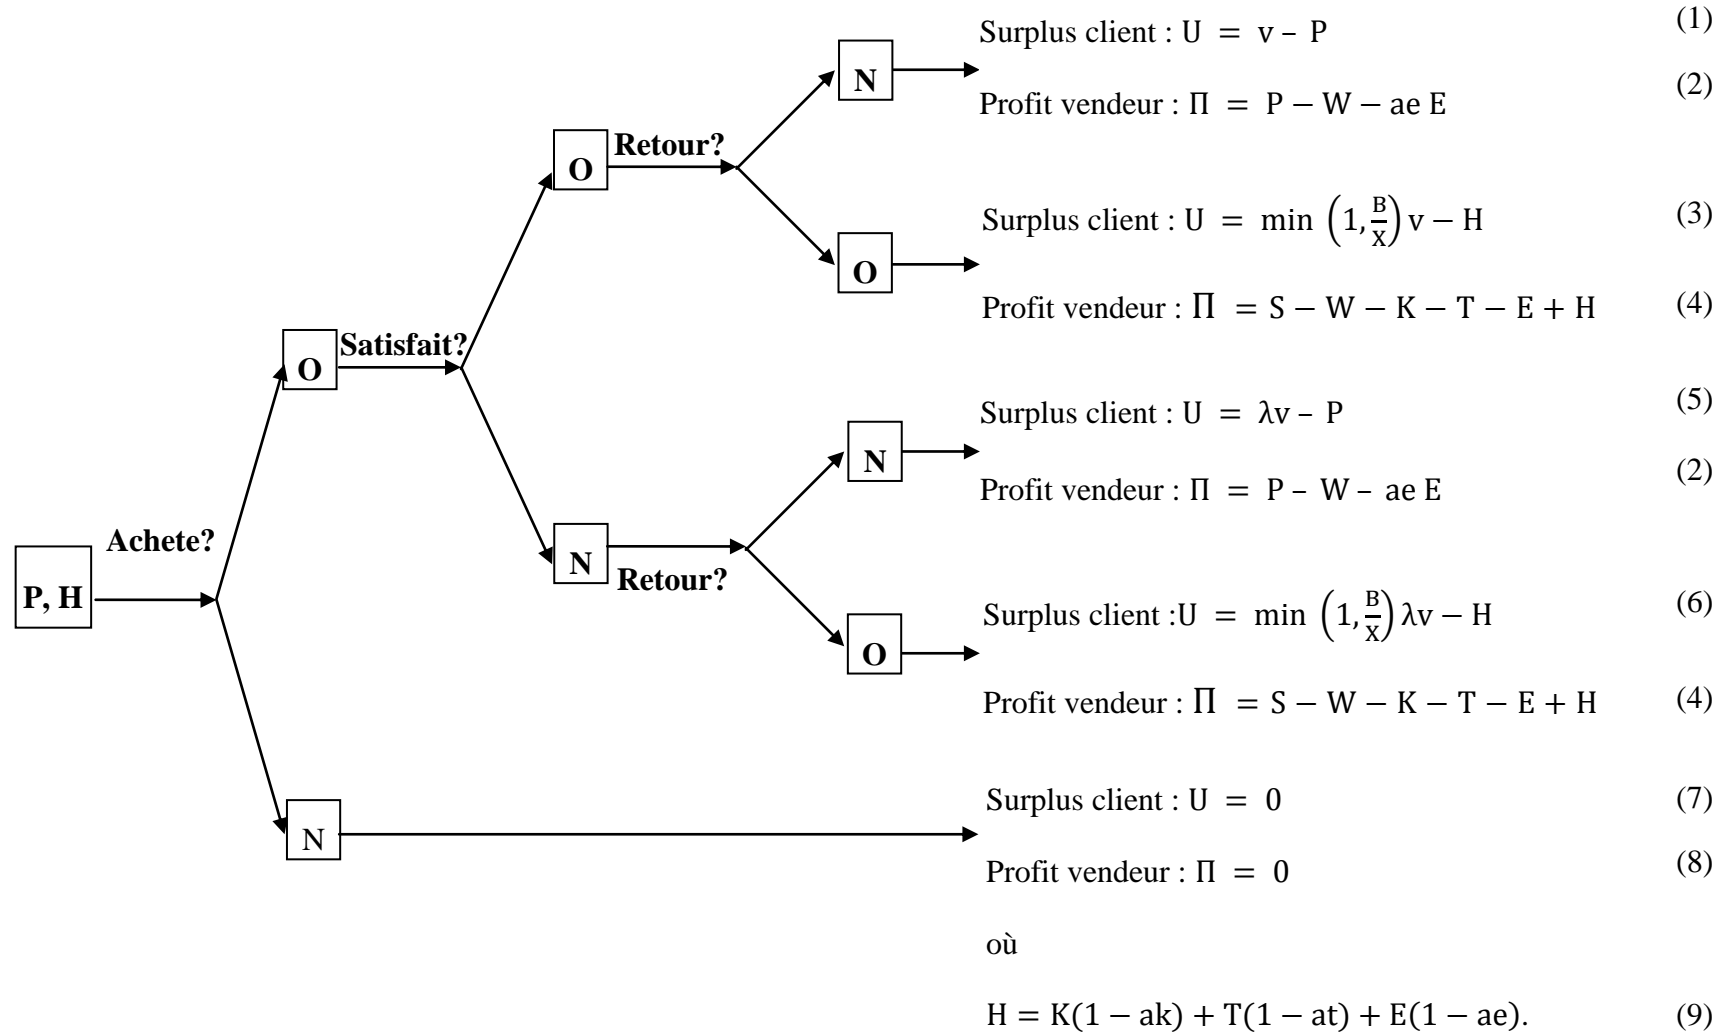 Surplus client : U = v – P (1)
N
Profit vendeur : Π = P − W − ae E (2)
Retour?
O
Surplus client : U = min (1, B/X) v − H (3)
O
Profit vendeur : Π = S − W − K − T − E + H (4)
Satisfait?
O
Surplus client : U = λv – P (5)
N
Profit vendeur : Π = P – W – ae E (2)
Achete?
N
Retour?
P, H
Surplus client :U = min (1, B/X) λv − H (6)
O
Profit vendeur : Π = S − W − K − T − E + H (4)
Surplus client : U = 0 (7)
N
Profit vendeur : Π = 0 (8)
où
H = K(1 − ak) + T(1 − at) + E(1 − ae). (9)